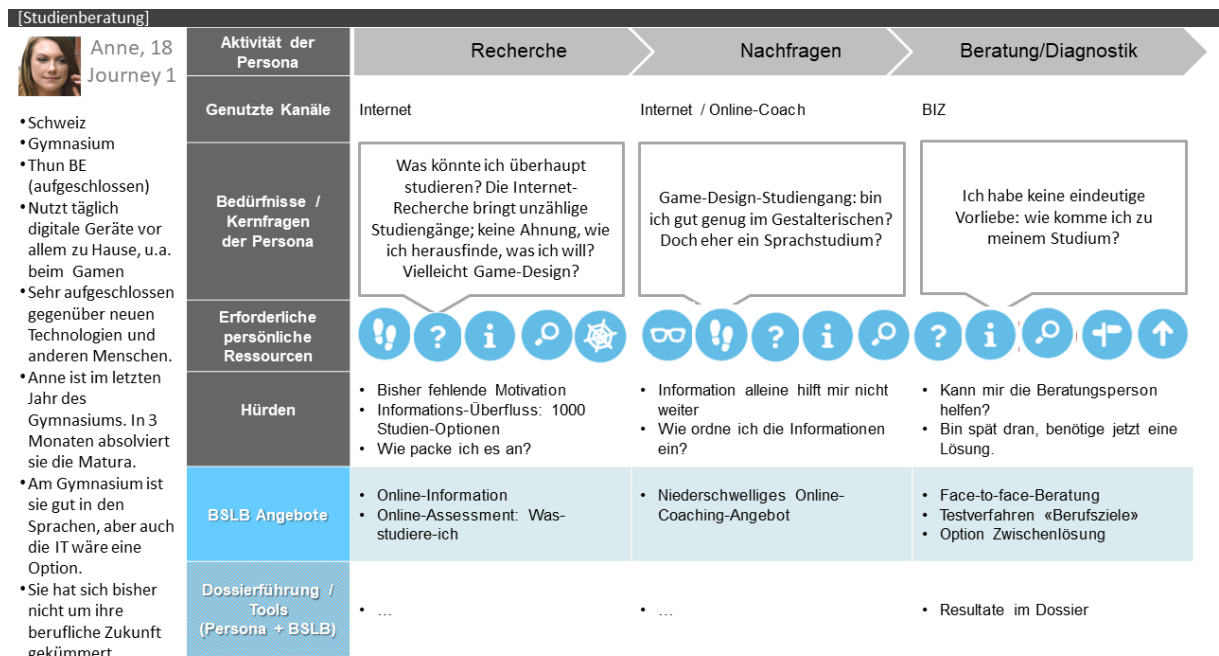 [Studienberatung]
Anne, 18
Journey 1
•Schweiz
•Gymnasium
•Thun BE
(aufgeschlossen)
•Nutzt täglich
digitale Geräte vor
allem zu Hause, u.a.
beim Gamen
•Sehr aufgeschlossen
gegenüber neuen
Technologien und
anderen Menschen.
•Anne ist im letzten
Jahr des
Gymnasiums. In 3
Monaten absolviert
sie die Matura.
•Am Gymnasium ist
sie gut in den
Sprachen, aber auch
die IT wäre eine
Option.
•Sie hat sich bisher
nicht um ihre
berufliche Zukunft
gekümmert
Aktivität der
Persona
Recherche
Nachfragen
Beratung/Diagnostik
Genutzte Kanäle
Internet
Internet / Online-Coach
BIZ
Bedürfnisse /
Kernfragen
der Persona
Was könnte ich überhaupt
studieren? Die Internet-
Recherche bringt unzählige
Studiengänge; keine Ahnung, wie
ich herausfinde, was ich will?
Vielleicht Game-Design?
Game-Design-Studiengang: bin
ich gut genug im Gestalterischen?
Doch eher ein Sprachstudium?
Ich habe keine eindeutige
Vorliebe: wie komme ich zu
meinem Studium?
Erforderliche
persönliche
Ressourcen
? i
? i
? i
Hürden
• Bisher fehlende Motivation
• Informations-Überfluss: 1000
Studien-Optionen
• Wie packe ich es an?
• Information alleine hilft mir nicht
weiter
• Wie ordne ich die Informationen
ein?
• Kann mir die Beratungsperson
helfen?
• Bin spät dran, benötige jetzt eine
Lösung.
BSLB Angebote
• Online-Information
• Online-Assessment: Was-
studiere-ich
• Niederschwelliges Online-
Coaching-Angebot
• Face-to-face-Beratung
• Testverfahren «Berufsziele»
• Option Zwischenlösung
Dossierführung /
Tools
(Persona + BSLB)
• …
• …
• Resultate im Dossier